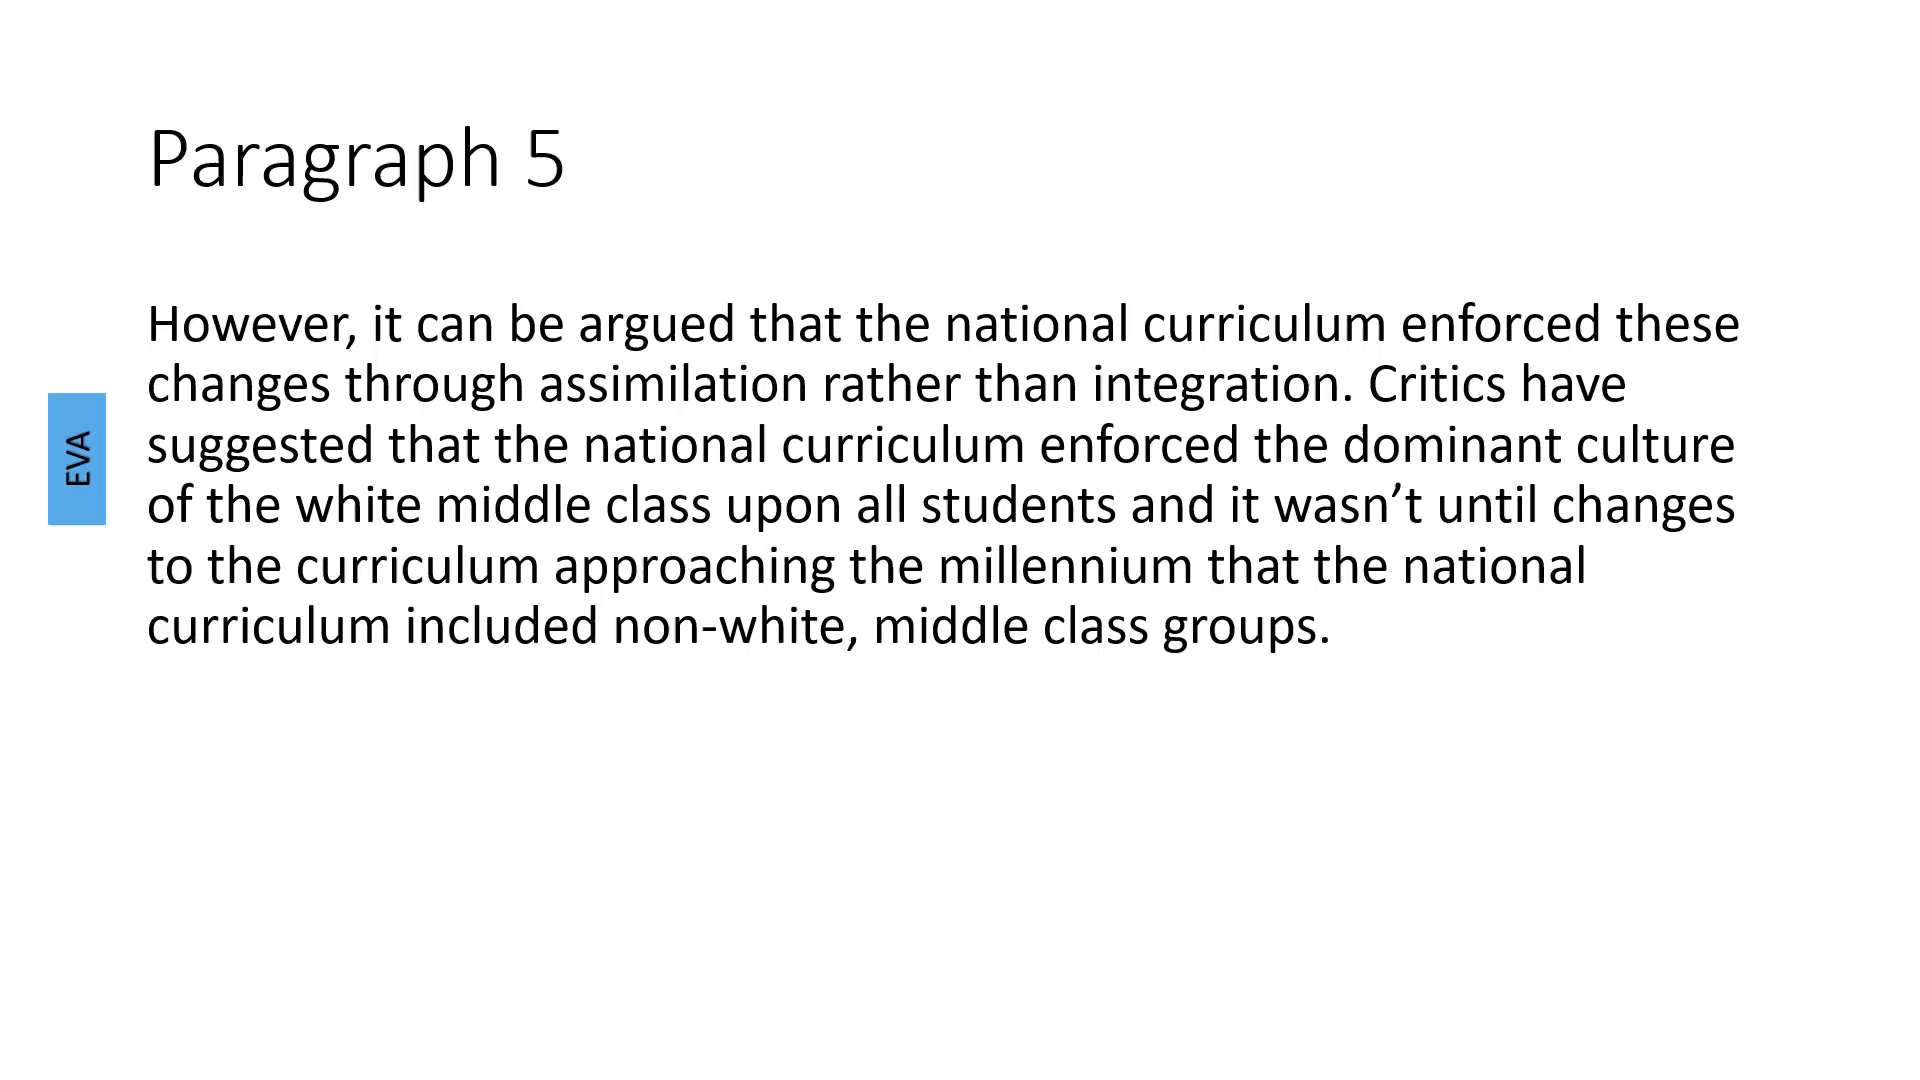 Paragraph 5
However, it can be argued that the national curriculum enforced these
changes through assimilation rather than integration. Critics have
suggested that the national curriculum enforced the dominant culture
of the white middle class upon all students and it wasn’t until changes
to the curriculum approaching the millennium that the national
curriculum included non-white, middle class groups.
EVA